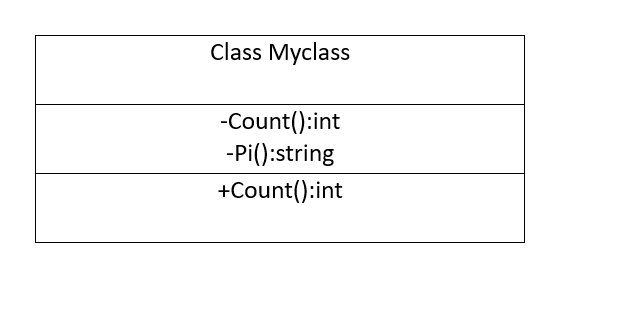 Class Myclass
-Count():int
-Pi():string
+Count():int